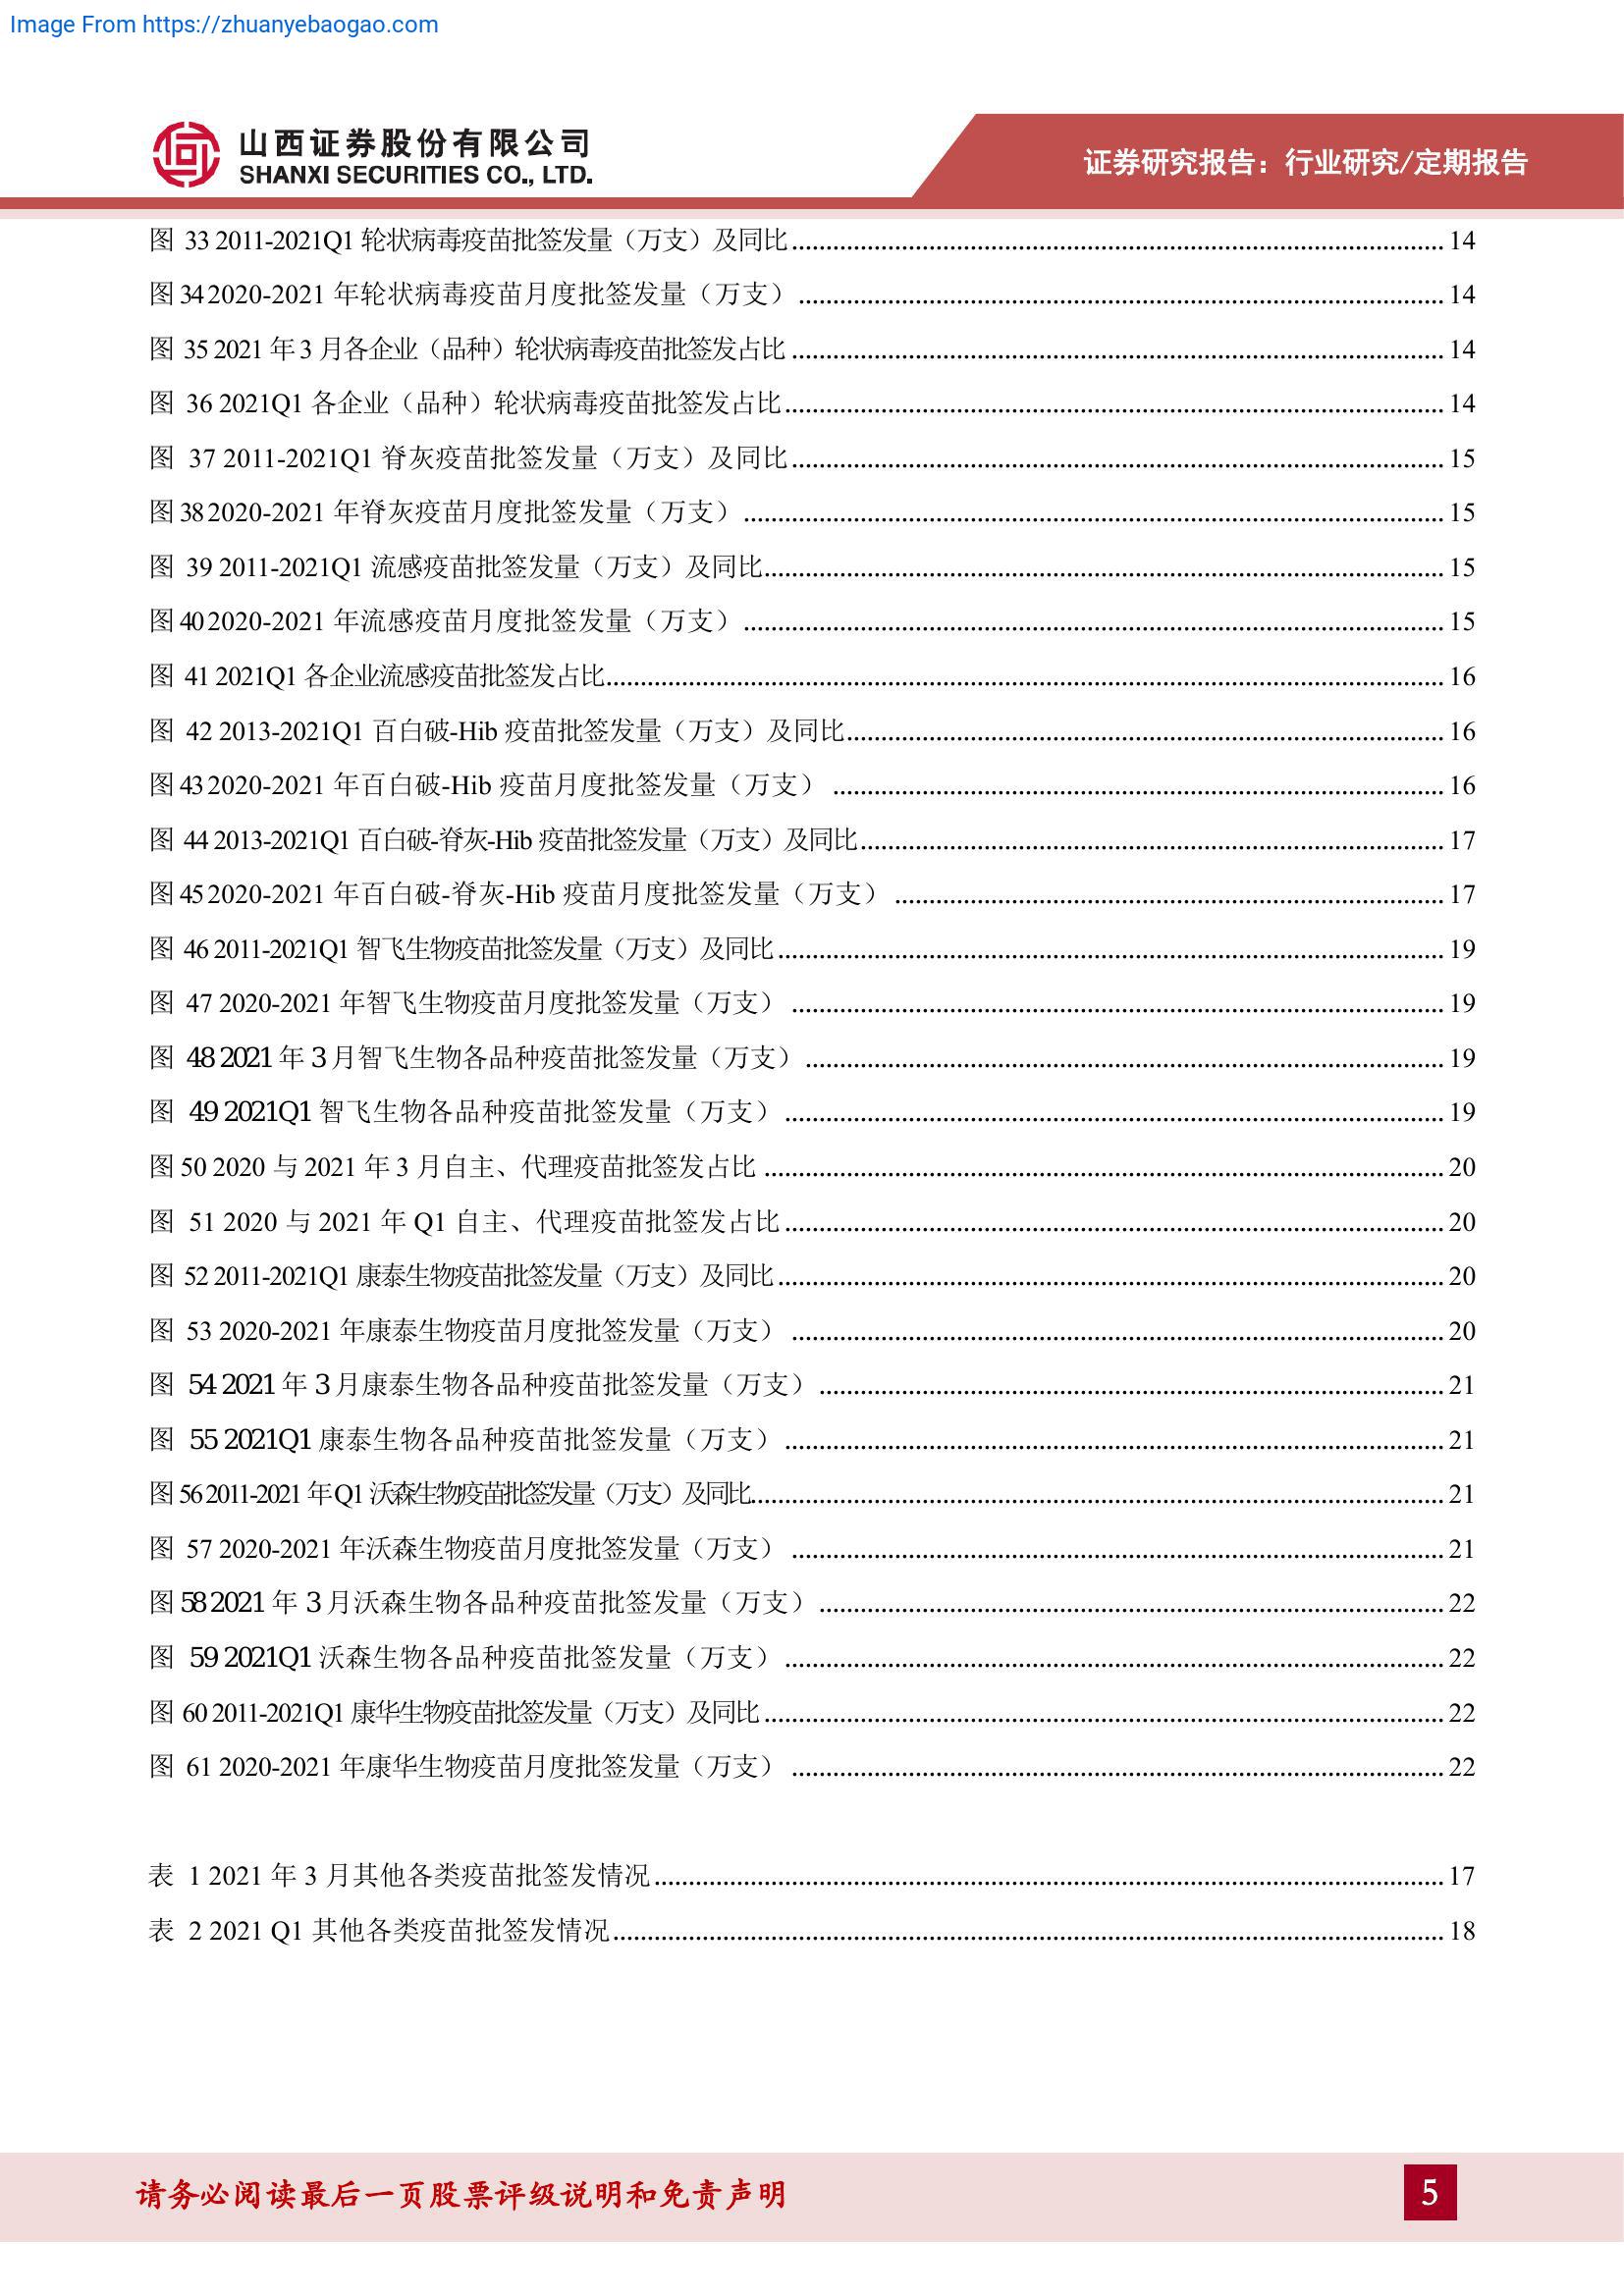 Image From https://zhuanyebaogao.com
山西证券股份有限公司
SHANXI SECURITIES CO., LTD.
证券研究报告：行业研究/定期报告
图 33 2011-2021Q1 轮状病毒疫苗批签发量（万支）及同比 14
图 34 2020-2021 年轮状病毒疫苗月度批签发量（万支） 14
图 35 2021 年 3 月各企业（品种）轮状病毒疫苗批签发占比 14
图 36 2021Q1 各企业（品种）轮状病毒疫苗批签发占比 14
图 37 2011-2021Q1 脊灰疫苗批签发量（万支）及同比 15
图 38 2020-2021 年脊灰疫苗月度批签发量（万支） 15
图 39 2011-2021Q1 流感疫苗批签发量（万支）及同比 15
图 40 2020-2021 年流感疫苗月度批签发量（万支） 15
图 41 2021Q1 各企业流感疫苗批签发占比 16
图 42 2013-2021Q1 百白破-Hib 疫苗批签发量（万支）及同比 16
图 43 2020-2021 年百白破-Hib 疫苗月度批签发量（万支） 16
图 44 2013-2021Q1 百白破-脊灰-Hib 疫苗批签发量（万支）及同比 17
图 45 2020-2021 年百白破-脊灰-Hib 疫苗月度批签发量（万支） 17
图 46 2011-2021Q1 智飞生物疫苗批签发量（万支）及同比 19
图 47 2020-2021 年智飞生物疫苗月度批签发量（万支） 19
图 48 2021 年 3 月智飞生物各品种疫苗批签发量（万支） 19
图 49 2021Q1 智飞生物各品种疫苗批签发量（万支） 19
图 50 2020 与 2021 年 3 月自主、代理疫苗批签发占比 20
图 51 2020 与 2021 年 Q1 自主、代理疫苗批签发占比 20
图 52 2011-2021Q1 康泰生物疫苗批签发量（万支）及同比 20
图 53 2020-2021 年康泰生物疫苗月度批签发量（万支） 20
图 54 2021 年 3 月康泰生物各品种疫苗批签发量（万支） 21
图 55 2021Q1 康泰生物各品种疫苗批签发量（万支） 21
图 56 2011-2021 年 Q1 沃森生物疫苗批签发量（万支）及同比 21
图 57 2020-2021 年沃森生物疫苗月度批签发量（万支） 21
图 58 2021 年 3 月沃森生物各品种疫苗批签发量（万支） 22
图 59 2021Q1 沃森生物各品种疫苗批签发量（万支） 22
图 60 2011-2021Q1 康华生物疫苗批签发量（万支）及同比 22
图 61 2020-2021 年康华生物疫苗月度批签发量（万支） 22
表 1 2021 年 3 月其他各类疫苗批签发情况 17
表 2 2021 Q1 其他各类疫苗批签发情况 18
请务必阅读最后一页股票评级说明和免责声明
5